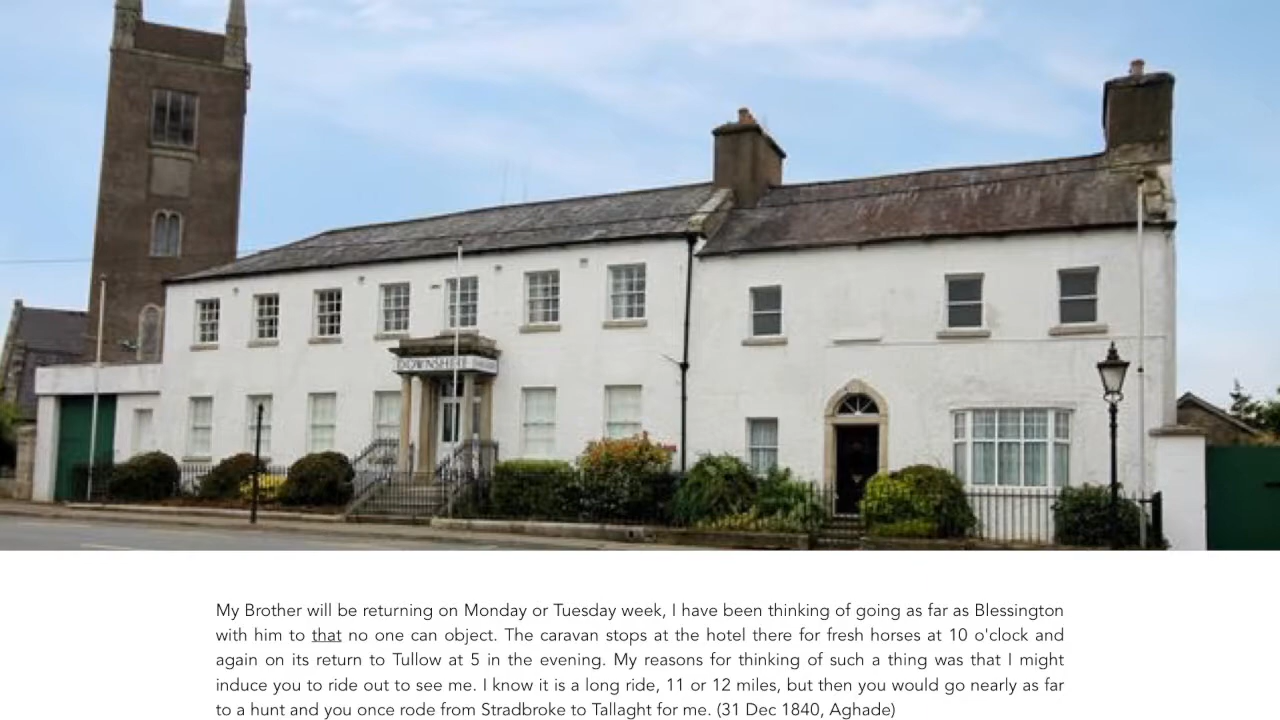 DOWNSHIRE
My Brother will be returning on Monday or Tuesday week, I have been thinking of going as far as Blessington
with him to that no one can object. The caravan stops at the hotel there for fresh horses at 10 o'clock and
again on its return to Tullow at 5 in the evening. My reasons for thinking of such a thing was that I might
induce you to ride out to see me. I know it is a long ride, 11 or 12 miles, but then you would go nearly as far
to a hunt and you once rode from Stradbroke to Tallaght for me. (31 Dec 1840, Aghade)